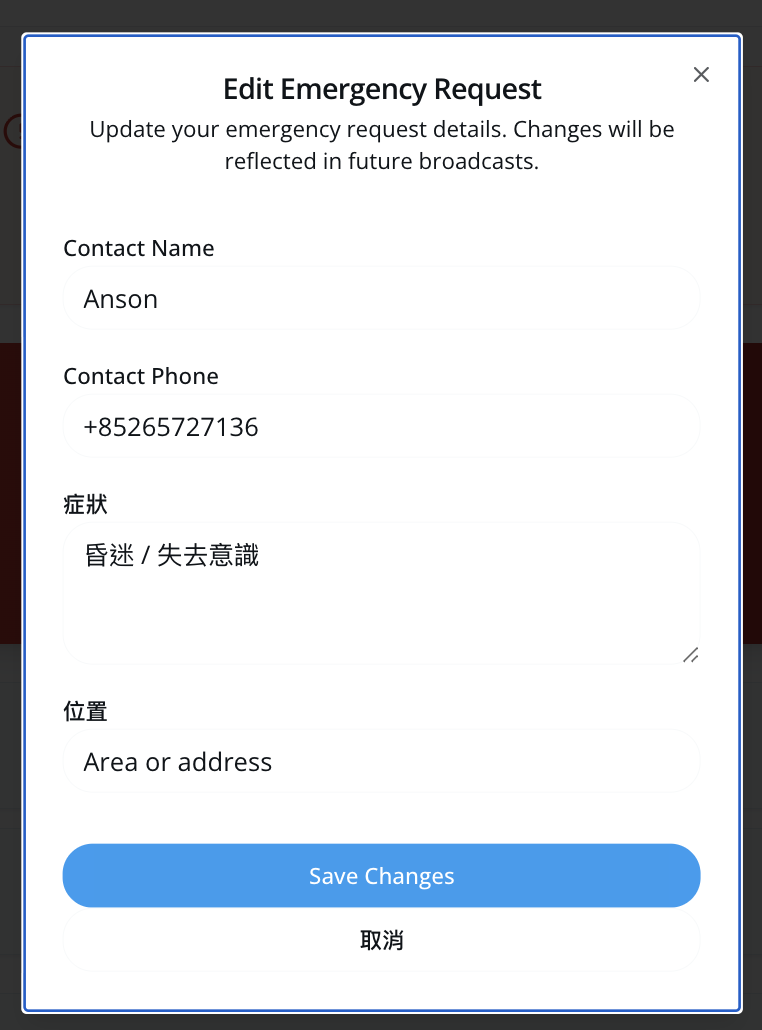 Edit Emergency Request
Update your emergency request details. Changes will be
reflected in future broadcasts.
Contact Name
Anson
Contact Phone
+85265727136
症狀
昏迷 / 失去意識
位置
Area or address
Save Changes
取消